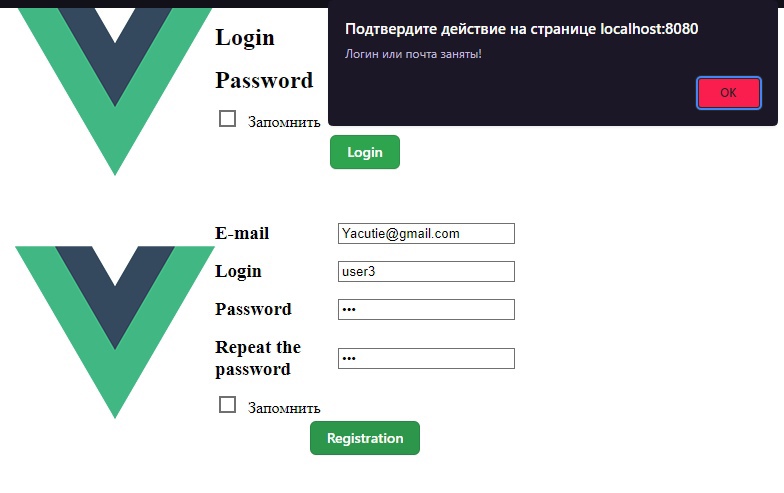 Подтвердите действие на странице localhost:8080
Логин или почта заняты!
OK
Login
Password
Запомнить
Login
E-mail
Yacutie@gmail.com
Login
user3
Password
•••
Repeat the
password
•••
Запомнить
Registration